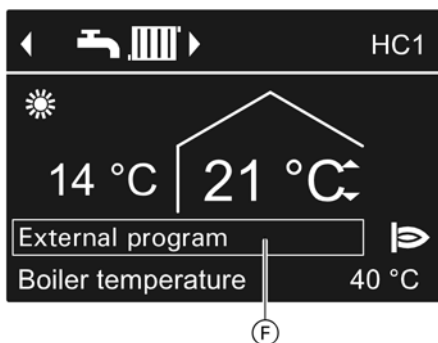 HC1
14 °C 21 °C
External program
Boiler temperature 40 °C
F